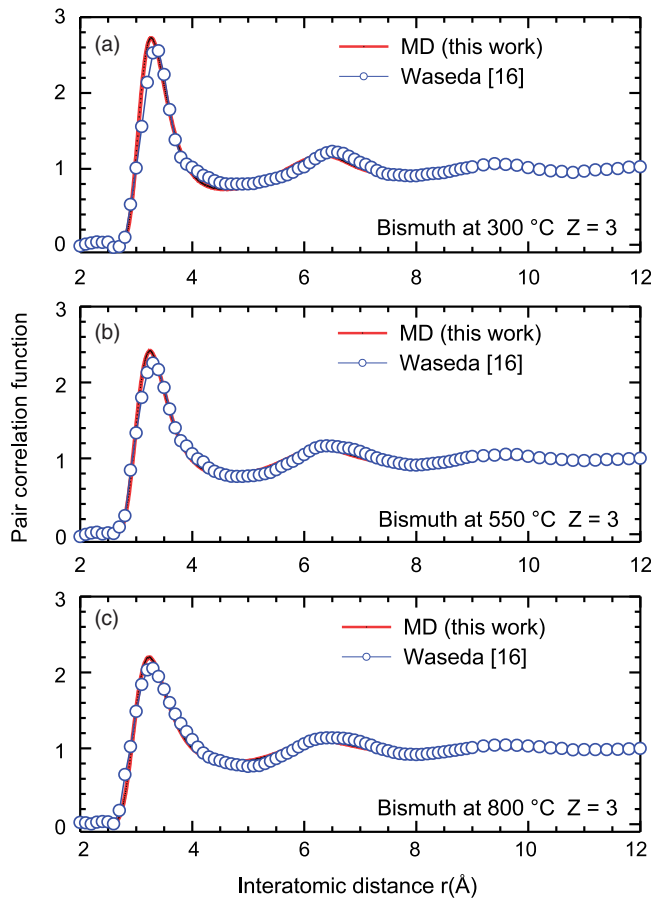 (a)
MD (this work)
Waseda [16]
3
2
1
0
Bismuth at 300 °C Z = 3
2 4 6 8 10 12
Pair correlation function
(b)
MD (this work)
Waseda [16]
3
2
1
0
Bismuth at 550 °C Z = 3
2 4 6 8 10 12
(c)
MD (this work)
Waseda [16]
3
2
1
0
Bismuth at 800 °C Z = 3
2 4 6 8 10 12
Interatomic distance r(Å)